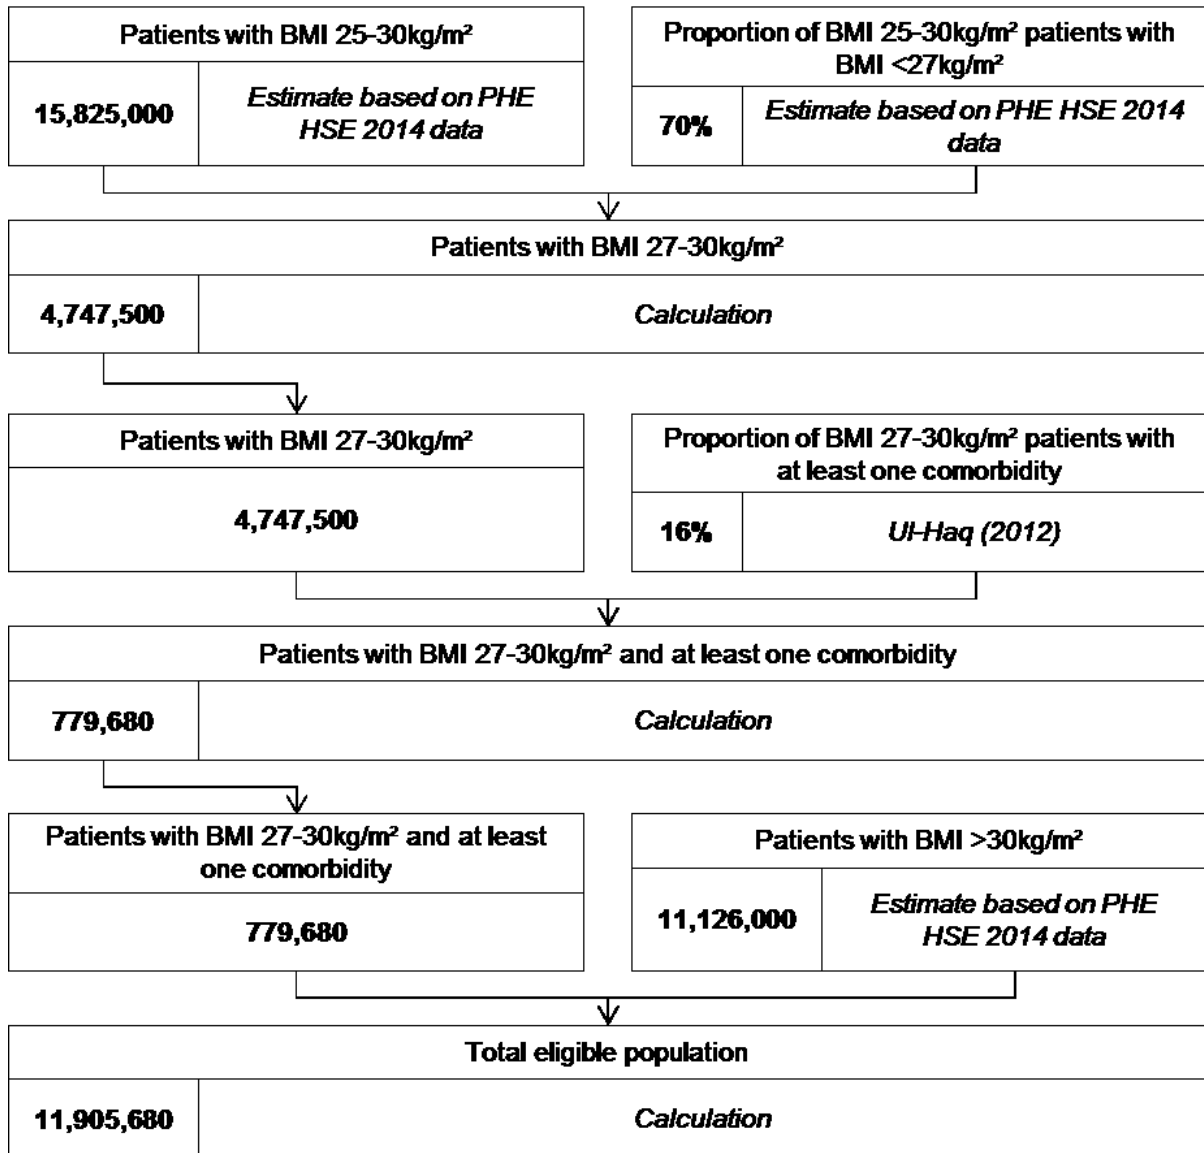 Patients with BMI 25-30kg/m²
15,825,000
Estimate based on PHE
HSE 2014 data
Proportion of BMI 25-30kg/m² patients with
BMI <27kg/m²
70%
Estimate based on PHE HSE 2014
data
Patients with BMI 27-30kg/m²
4,747,500
Calculation
Patients with BMI 27-30kg/m²
4,747,500
Proportion of BMI 27-30kg/m² patients with
at least one comorbidity
16%
Ul-Haq (2012)
Patients with BMI 27-30kg/m² and at least one comorbidity
779,680
Calculation
Patients with BMI 27-30kg/m² and at least
one comorbidity
779,680
Patients with BMI >30kg/m²
11,126,000
Estimate based on PHE
HSE 2014 data
Total eligible population
11,905,680
Calculation